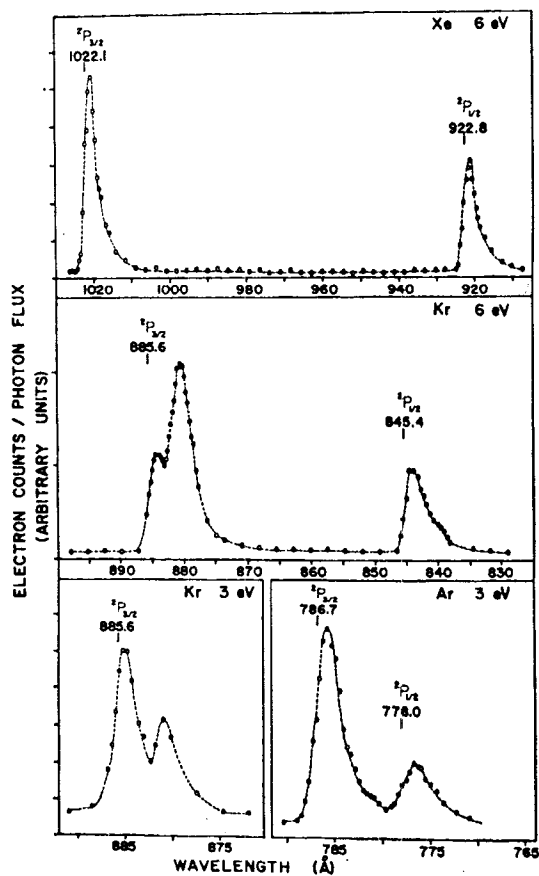 Xe 6 eV
²P₃/₂
1022.1
²P₁/₂
922.8
1020 1000 980 960 940 920
Kr 6 eV
²P₃/₂
885.6
²P₁/₂
845.4
890 880 870 860 850 840 830
Kr 3 eV
²P₃/₂
885.6
885 875
Ar 3 eV
²P₃/₂
786.7
²P₁/₂
778.0
785 775 765
ELECTRON COUNTS / PHOTON FLUX
(ARBITRARY UNITS)
WAVELENGTH (Å)